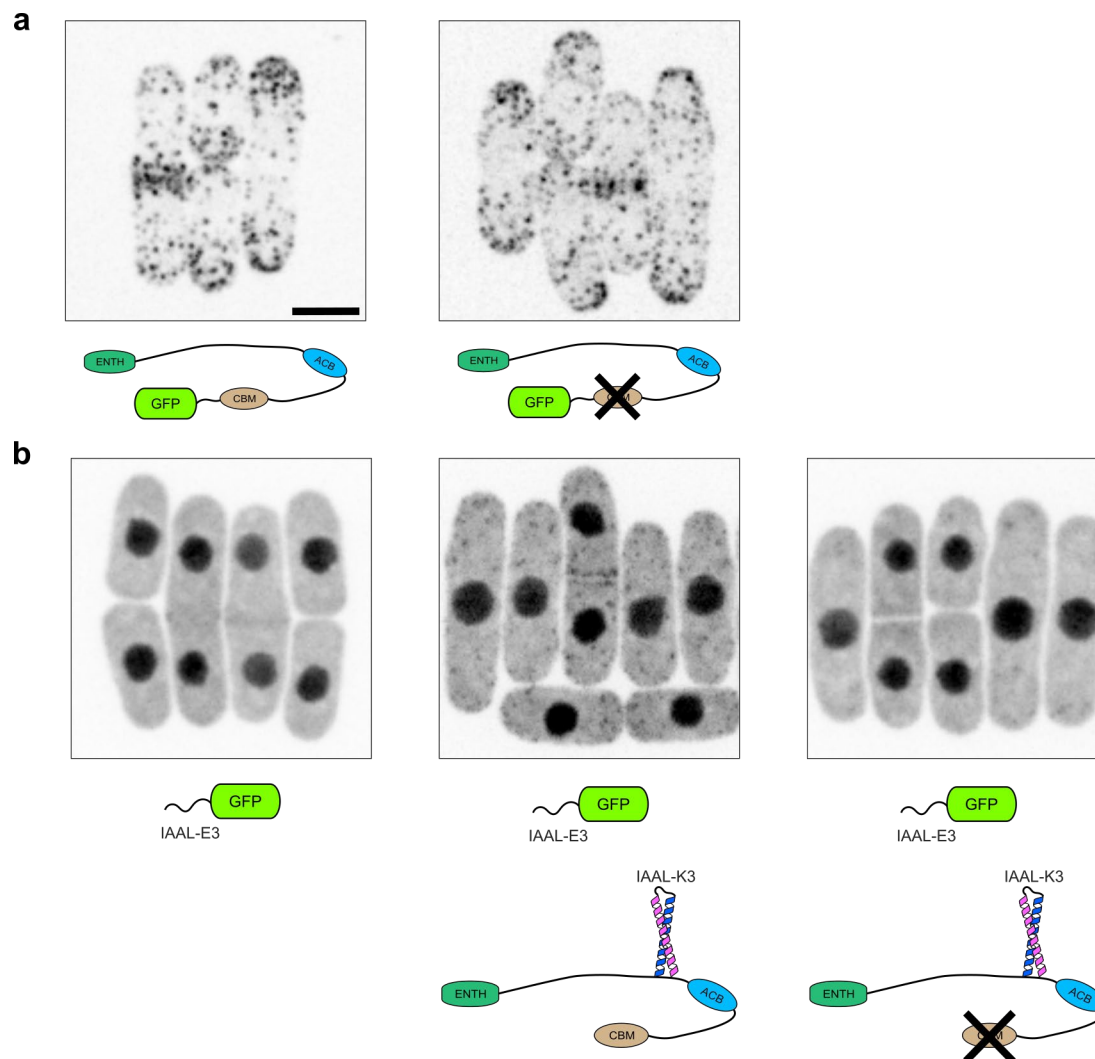 a
ENTH
ACB
GFP
CBM
ENTH
ACB
GFP
b
GFP
IAAL-E3
GFP
IAAL-E3
GFP
IAAL-E3
IAAL-K3
IAAL-K3
ENTH
ACB
CBM
ENTH
ACB